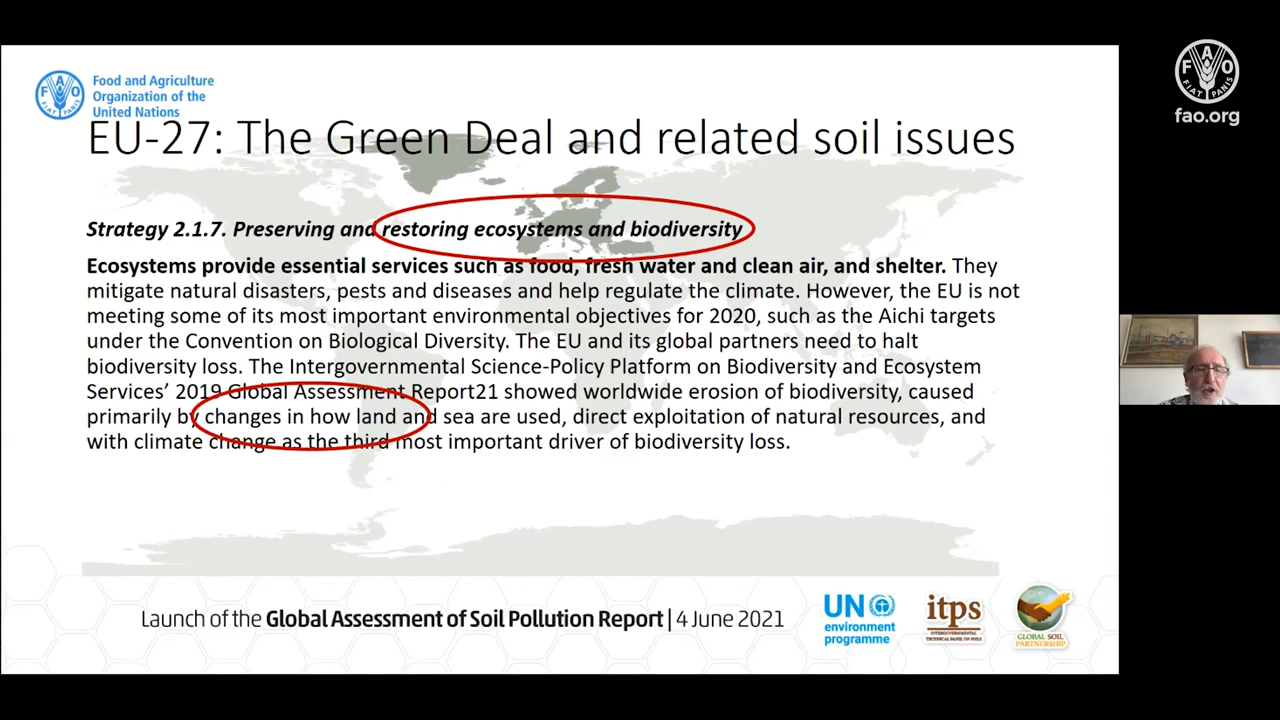 Food and Agriculture
Organization of the
United Nations
EU-27: The Green Deal and related soil issues
Strategy 2.1.7. Preserving and restoring ecosystems and biodiversity
Ecosystems provide essential services such as food, fresh water and clean air, and shelter. They
mitigate natural disasters, pests and diseases and help regulate the climate. However, the EU is not
meeting some of its most important environmental objectives for 2020, such as the Aichi targets
under the Convention on Biological Diversity. The EU and its global partners need to halt
biodiversity loss. The Intergovernmental Science-Policy Platform on Biodiversity and Ecosystem
Services’ 2019 Global Assessment Report21 showed worldwide erosion of biodiversity, caused
primarily by changes in how land and sea are used, direct exploitation of natural resources, and
with climate change as the third most important driver of biodiversity loss.
Launch of the Global Assessment of Soil Pollution Report | 4 June 2021
UN
environment
programme
itps
INTERGOVERNMENTAL
TECHNICAL PANEL ON SOILS
GLOBAL SOIL
PARTNERSHIP
FAO
FIAT PANIS
fao.org
FAO
FIAT PANIS